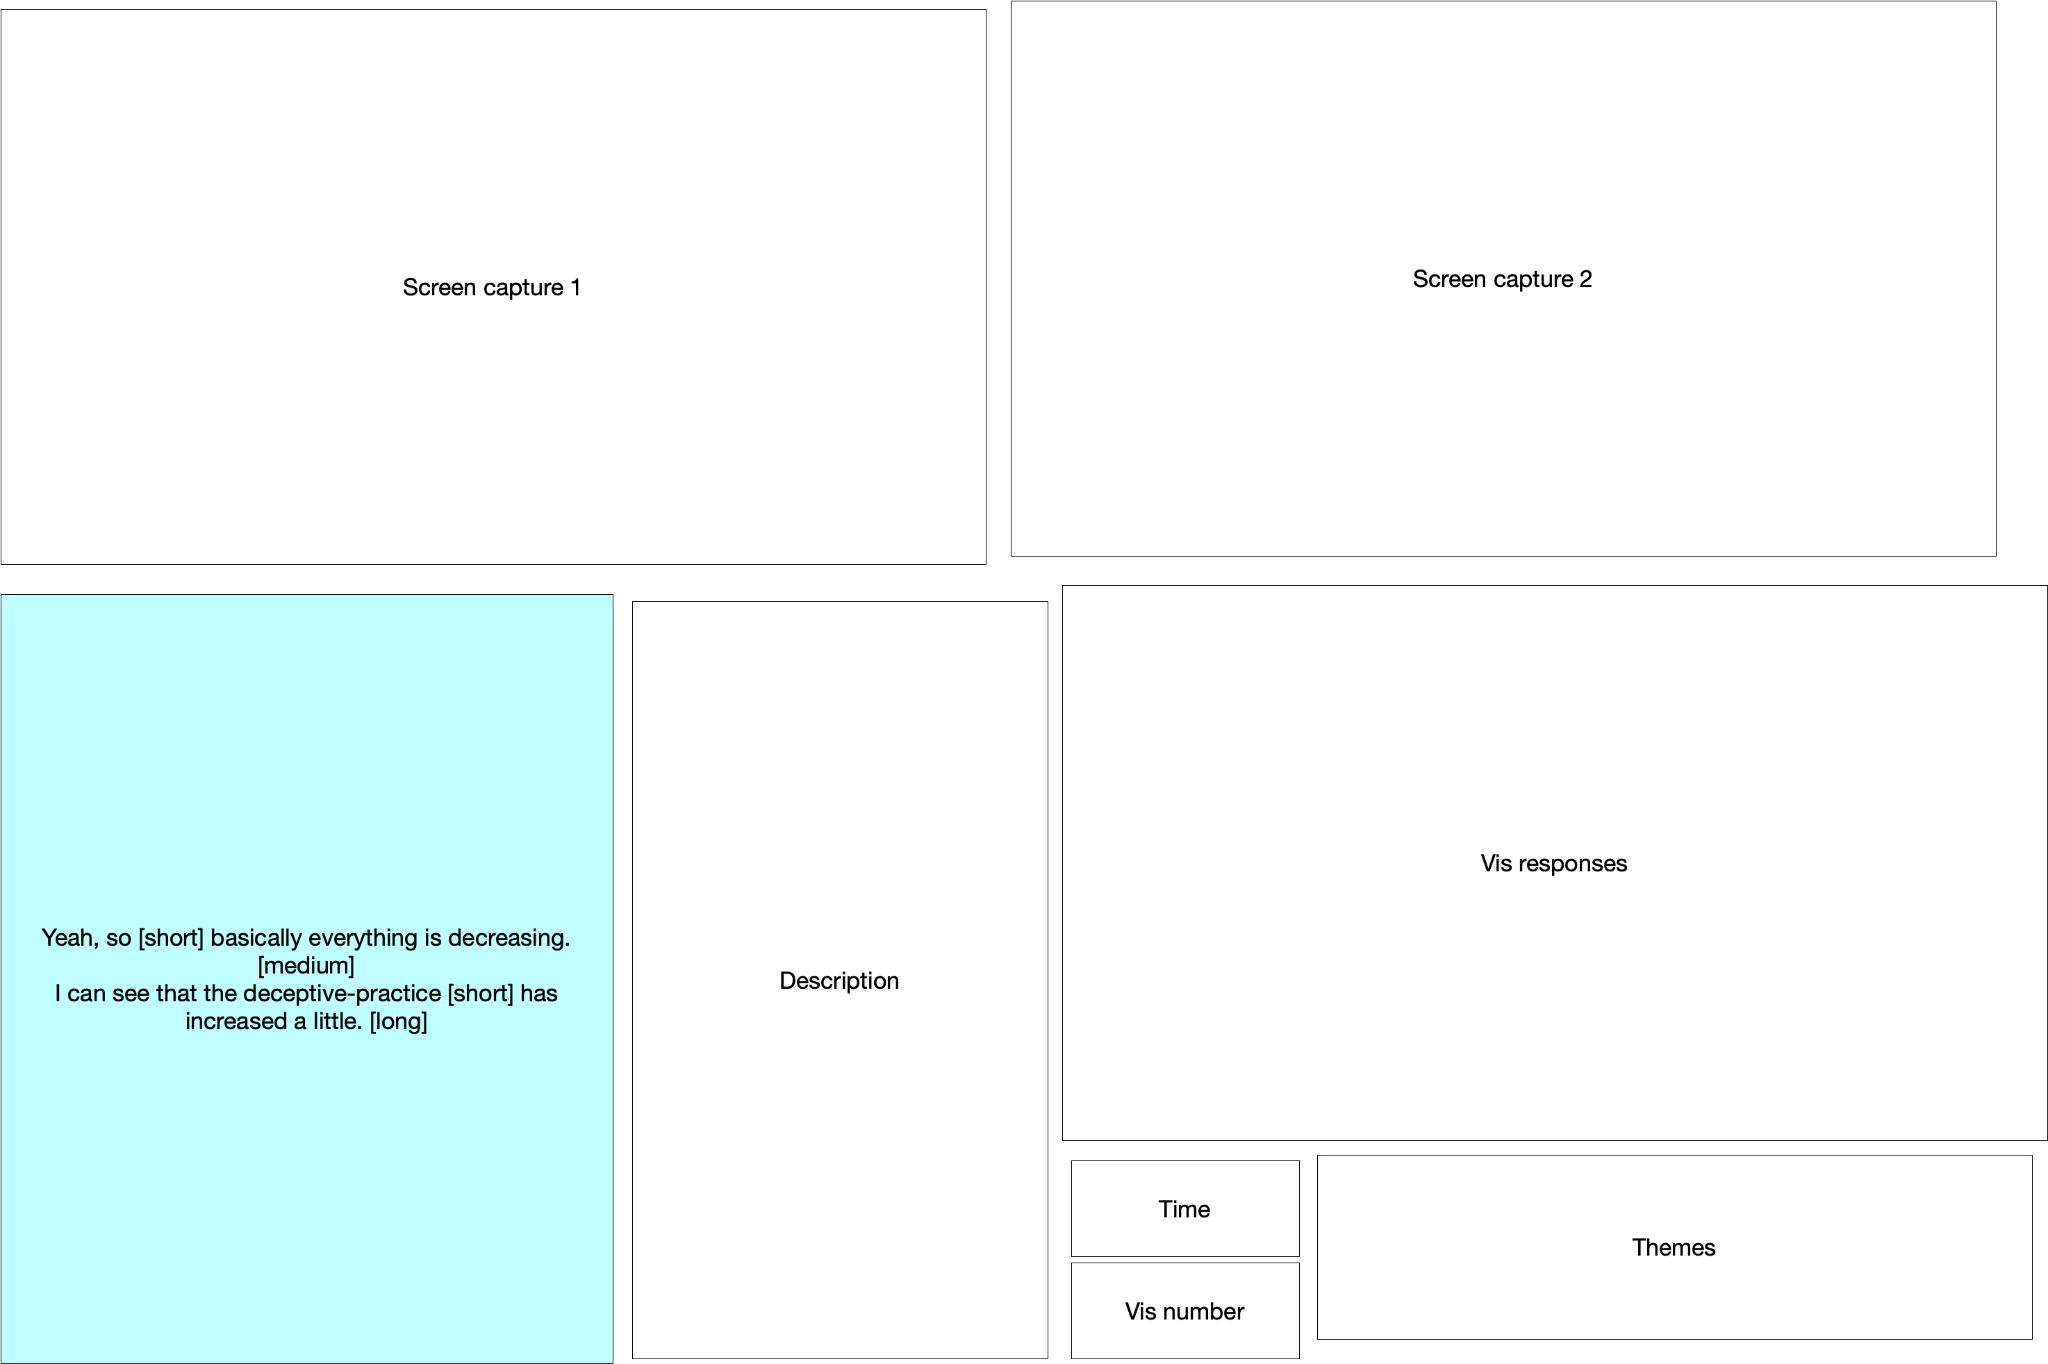 Screen capture 1
Screen capture 2
Yeah, so [short] basically everything is decreasing.
[medium]
I can see that the deceptive-practice [short] has
increased a little. [long]
Description
Vis responses
Time
Vis number
Themes